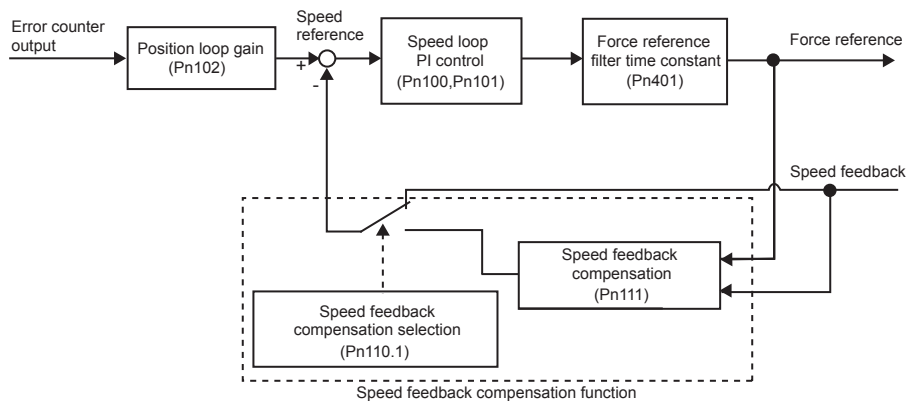 Error counter
output
Position loop gain
(Pn102)
Speed
reference
+
-
Speed loop
PI control
(Pn100,Pn101)
Force reference
filter time constant
(Pn401)
Force reference
Speed feedback
Speed feedback
compensation
(Pn111)
Speed feedback
compensation selection
(Pn110.1)
Speed feedback compensation function